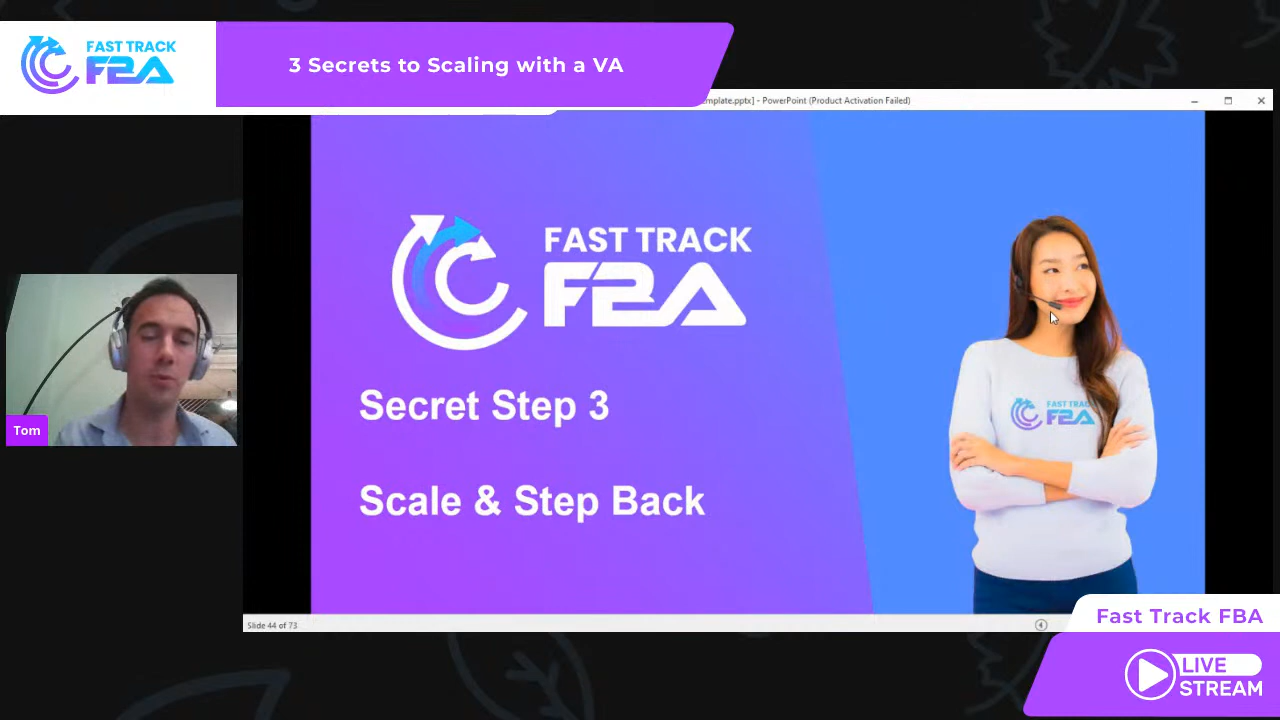 FAST TRACK
FBA
3 Secrets to Scaling with a VA
mplate.pptx] - PowerPoint (Product Activation Failed)
FAST TRACK
FBA
Secret Step 3
Scale & Step Back
FAST TRACK
FBA
Tom
Slide 44 of 73
Fast Track FBA
LIVE
STREAM